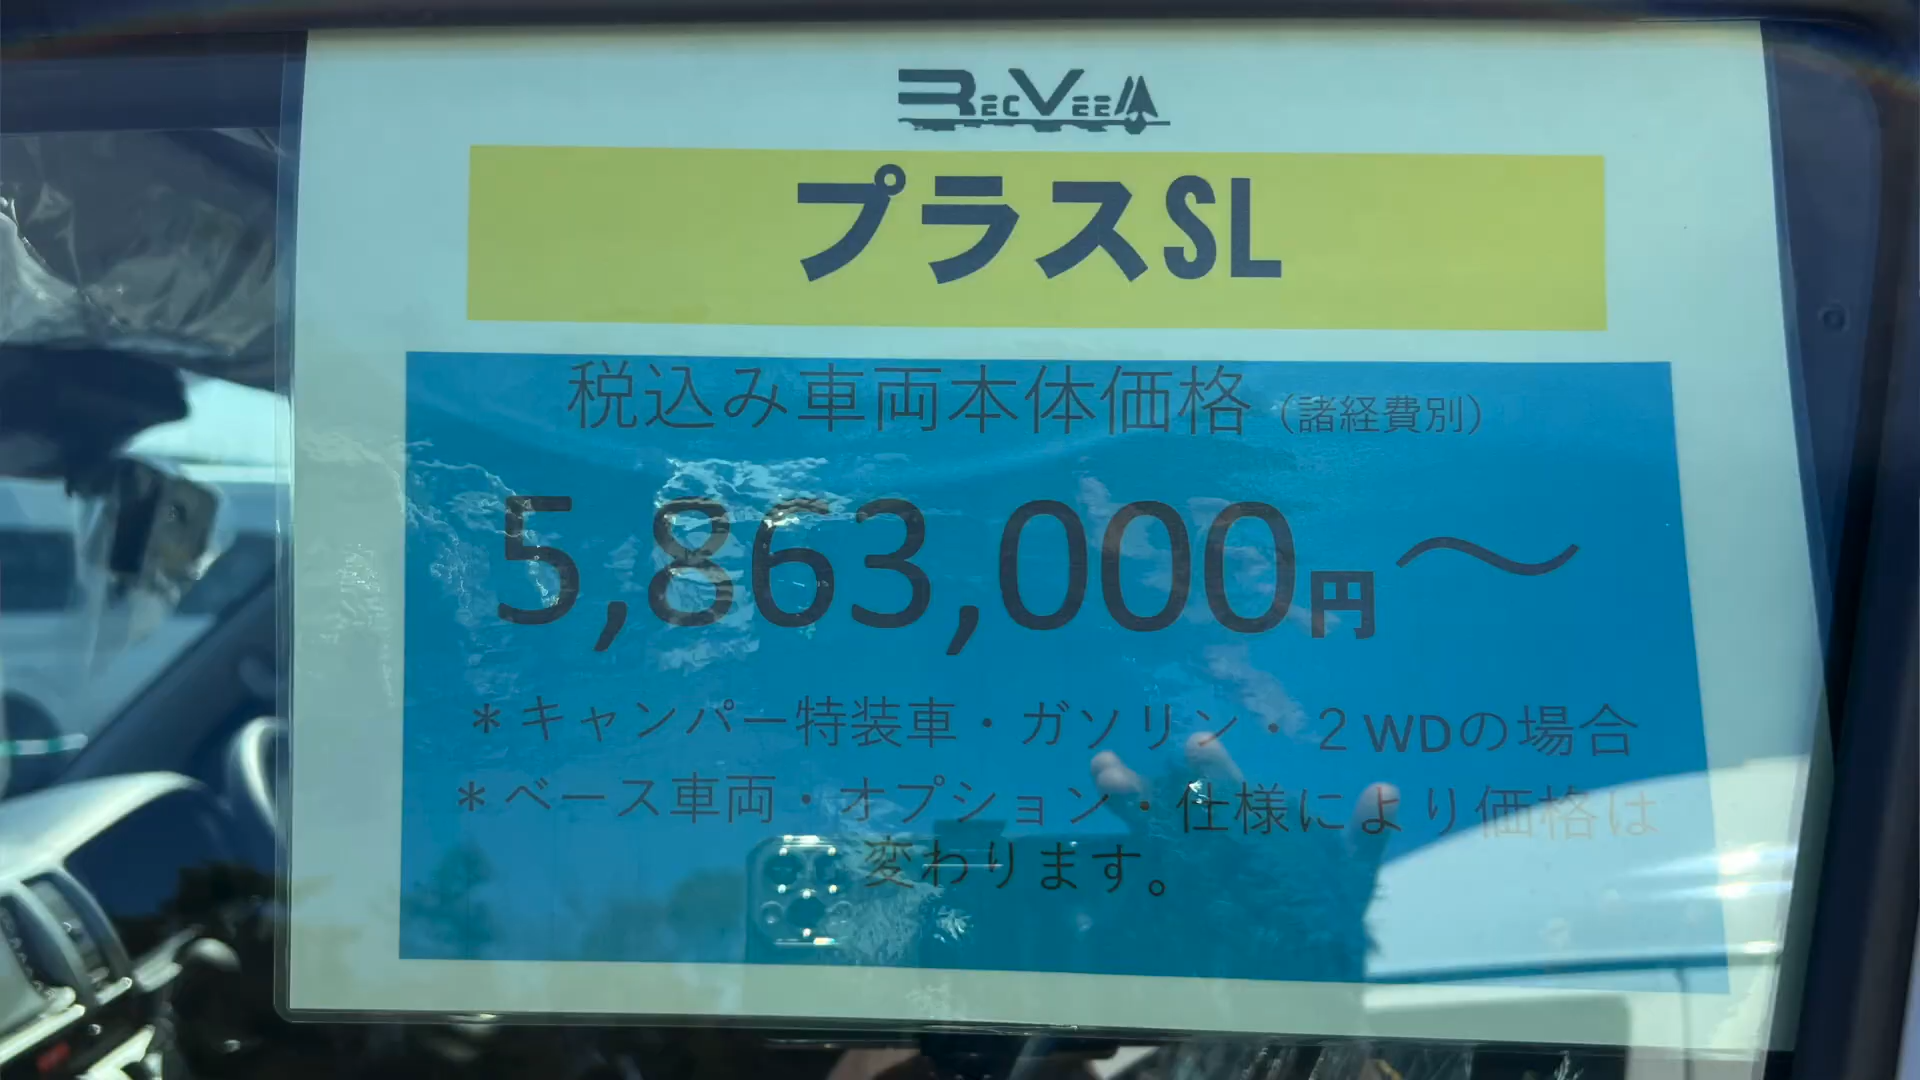 RECVEE
プラスSL
税込み車両本体価格（諸経費別）
5,863,000円～
＊キャンパー特装車・ガソリン・２WDの場合
＊ベース車両・オプション・仕様により価格は
変わります。